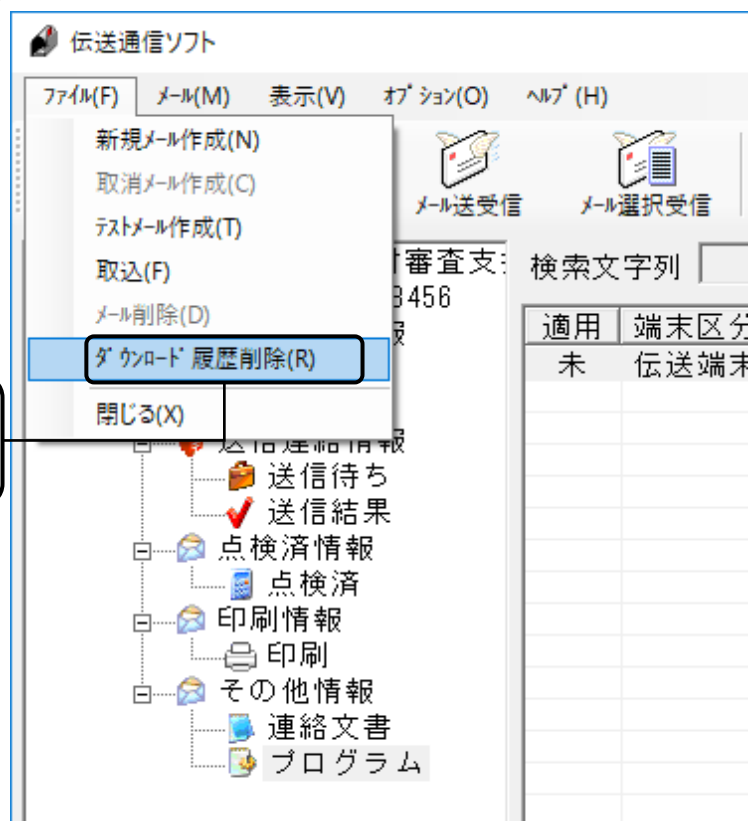 伝送通信ソフト
ﾌｧｲﾙ(F) ﾒｰﾙ(M) 表示(V) ｵﾌﾟｼｮﾝ(O) ﾍﾙﾌﾟ(H)
新規ﾒｰﾙ作成(N)
取消ﾒｰﾙ作成(C)
ﾃｽﾄﾒｰﾙ作成(T)
取込(F)
ﾒｰﾙ削除(D)
ﾀﾞｳﾝﾛｰﾄﾞ履歴削除(R)
閉じる(X)
ﾒｰﾙ送受信 ﾒｰﾙ選択受信
審査支
3456
報
送信連絡情報
送信待ち
送信結果
点検済情報
点検済
印刷情報
印刷
その他情報
連絡文書
プログラム
検索文字列
適用 端末区分
未 伝送端末